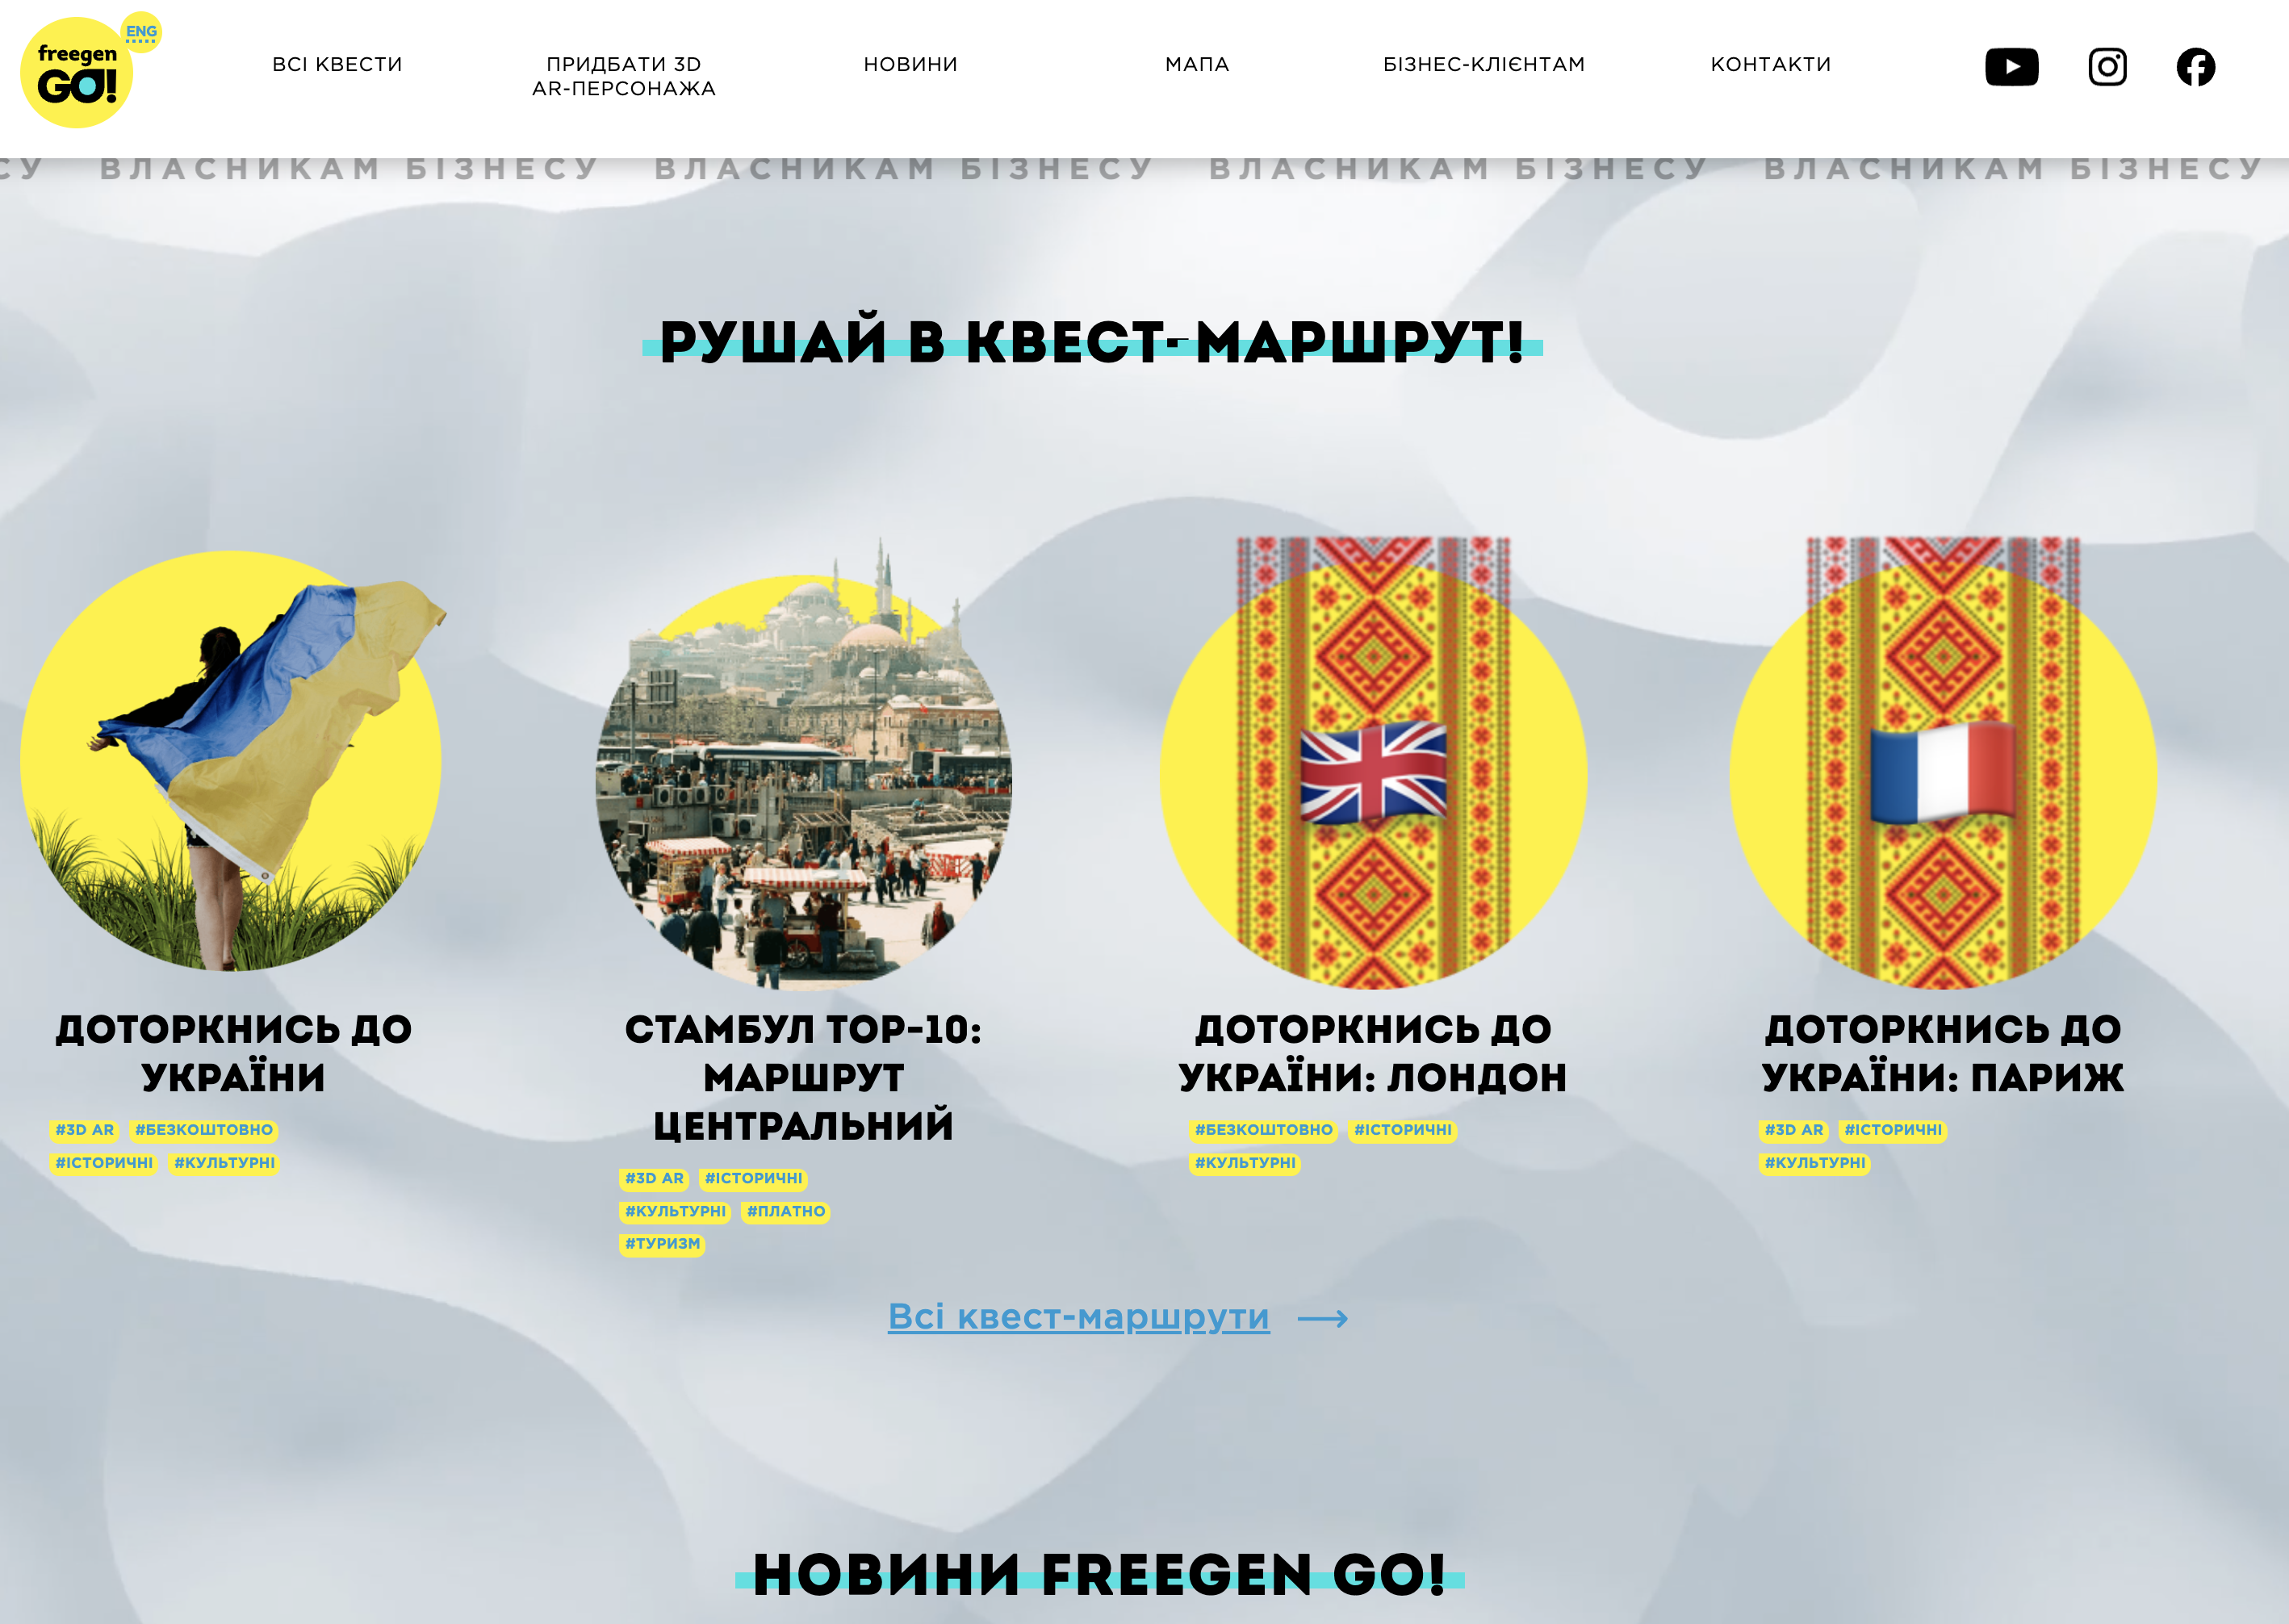 freegen
GO!
ENG
ВСІ КВЕСТИ
ПРИДБАТИ 3D
AR-ПЕРСОНАЖА
НОВИНИ
МАПА
БІЗНЕС-КЛІЄНТАМ
КОНТАКТИ
СУ ВЛАСНИКАМ БІЗНЕСУ ВЛАСНИКАМ БІЗНЕСУ ВЛАСНИКАМ БІЗНЕСУ ВЛАСНИКАМ БІЗНЕСУ
РУШАЙ В КВЕСТ-МАРШРУТ!
ДОТОРКНИСЬ ДО
УКРАЇНИ
#3D AR #БЕЗКОШТОВНО
#ІСТОРИЧНІ #КУЛЬТУРНІ
СТАМБУЛ TOP-10:
МАРШРУТ
ЦЕНТРАЛЬНИЙ
#3D AR #ІСТОРИЧНІ
#КУЛЬТУРНІ #ПЛАТНО
#ТУРИЗМ
ДОТОРКНИСЬ ДО
УКРАЇНИ: ЛОНДОН
#БЕЗКОШТОВНО #ІСТОРИЧНІ
#КУЛЬТУРНІ
ДОТОРКНИСЬ ДО
УКРАЇНИ: ПАРИЖ
#3D AR #ІСТОРИЧНІ
#КУЛЬТУРНІ
Всі квест-маршрути
НОВИНИ FREEGEN GO!